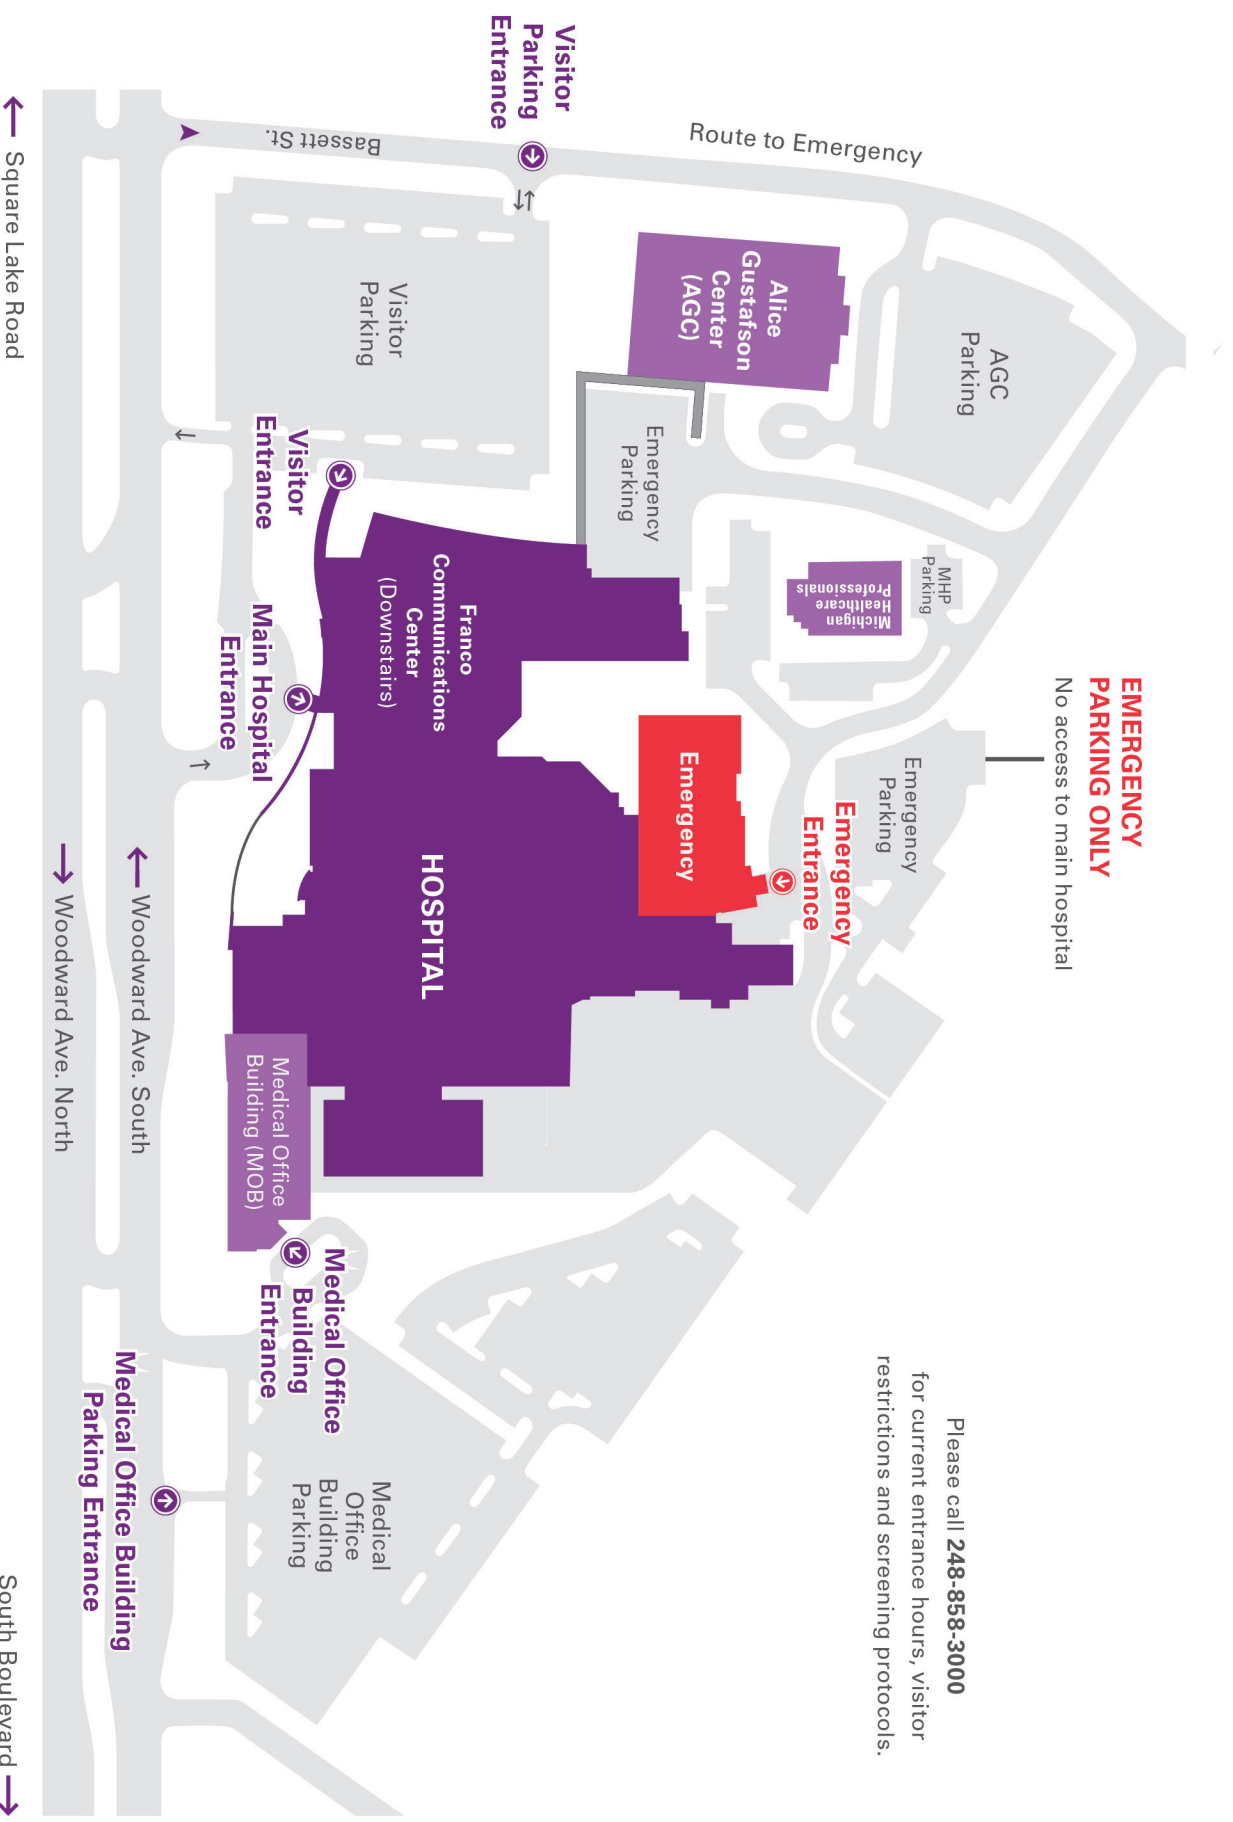 EMERGENCY
PARKING ONLY
No access to main hospital
Route to Emergency
Visitor
Parking
Entrance
Bassett St.
Alice
Gustafson
Center
(AGC)
AGC
Parking
Visitor
Parking
Emergency
Parking
MHP
Parking
Michigan
Healthcare
Professionals
Emergency
Parking
Emergency
Entrance
Emergency
Visitor
Entrance
Franco
Communications
Center
(Downstairs)
Main Hospital
Entrance
HOSPITAL
Medical Office
Building (MOB)
Medical Office
Building
Entrance
Medical
Office
Building
Parking
Medical Office Building
Parking Entrance
Please call 248-858-3000
for current entrance hours, visitor
restrictions and screening protocols.
Woodward Ave. South
Woodward Ave. North
Square Lake Road
South Boulevard